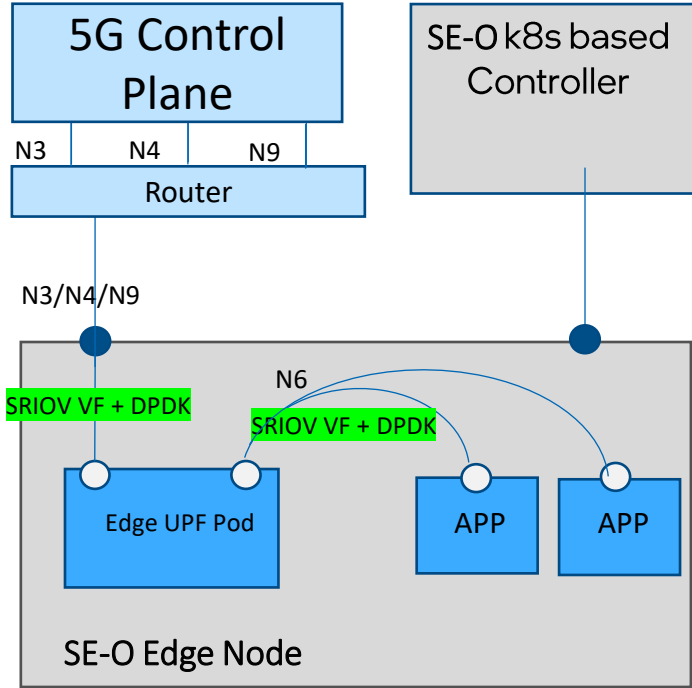 5G Control
Plane
SE-O k8s based
Controller
N3
N4
N9
Router
N3/N4/N9
N6
SRIOV VF + DPDK
SRIOV VF + DPDK
Edge UPF Pod
APP
APP
SE-O Edge Node